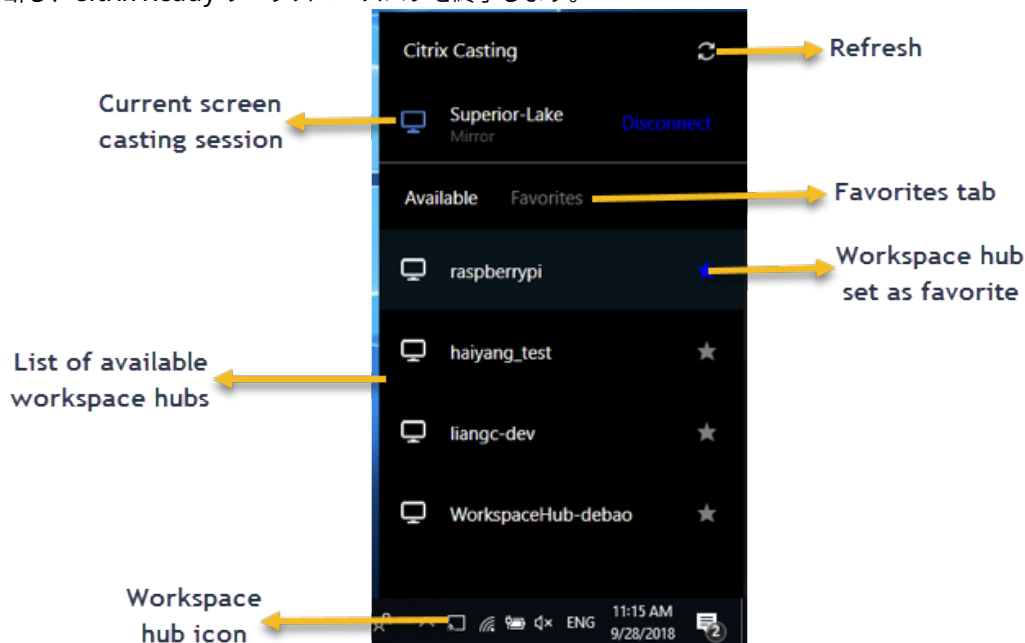 Citrix Casting
Refresh
Current screen
casting session
Superior-Lake
Mirror
Disconnect
Available Favorites
Favorites tab
raspberrypi
Workspace hub
set as favorite
haiyang_test
List of available
workspace hubs
liangc-dev
WorkspaceHub-debao
Workspace
hub icon
ENG
11:15 AM
9/28/2018
2